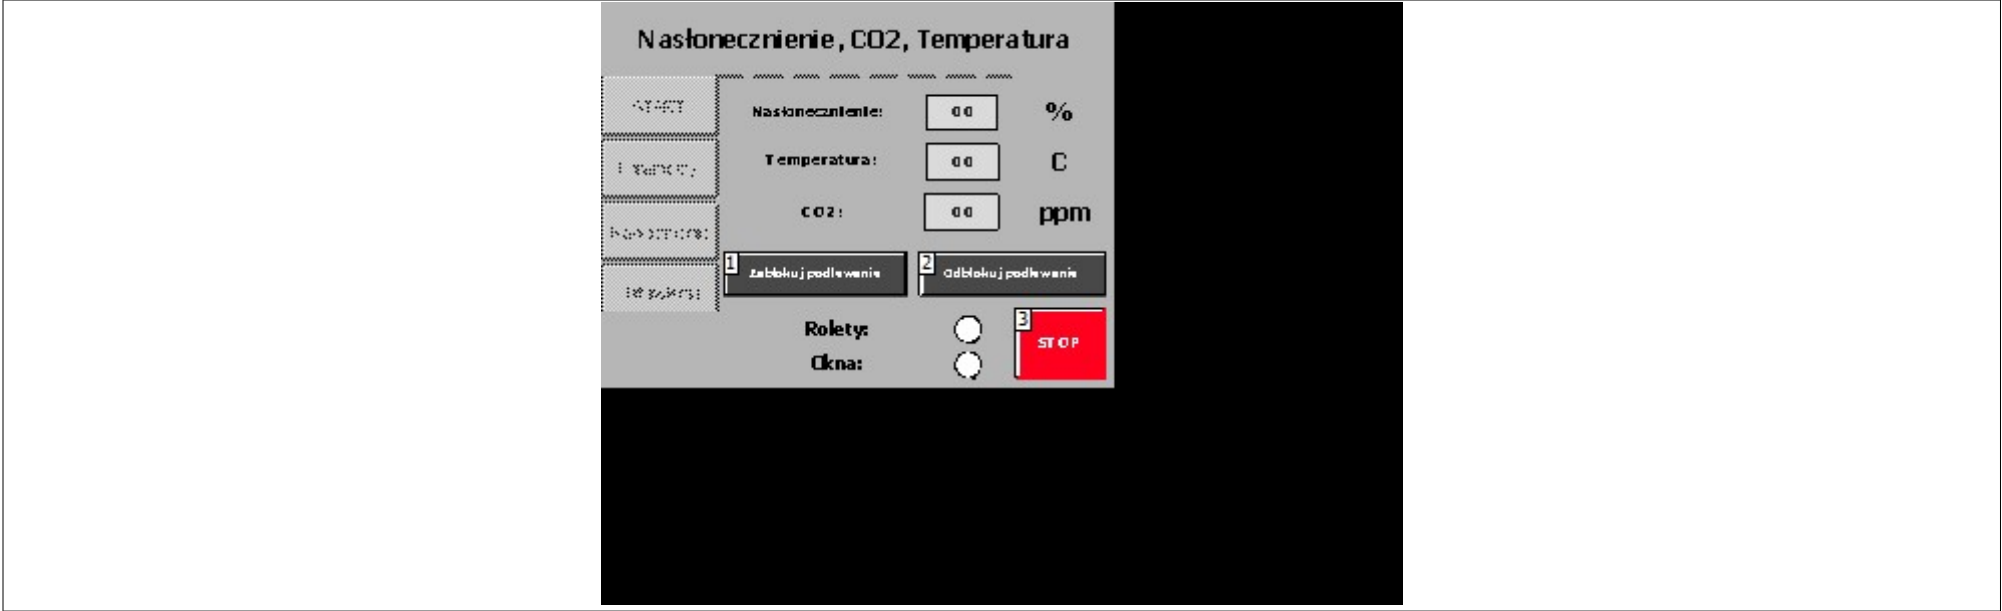 Nasłonecznienie, CO2, Temperatura
START
Nasłonecznienie: 00 %
Temperatura: 00 C
CO2: 00 ppm
1 Zablokuj podlewanie
2 Odblokuj podlewanie
Rolety:
3 STOP
Okna: